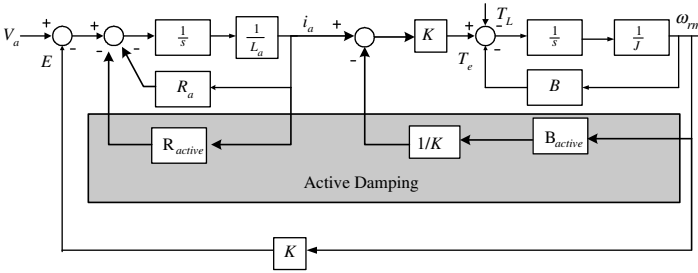 V_a + - + - - 1/s 1/L_a i_a + - K + T_e T_L - - 1/s 1/J ω_rm
E
R_a
B
R_active
1/K
B_active
Active Damping
K